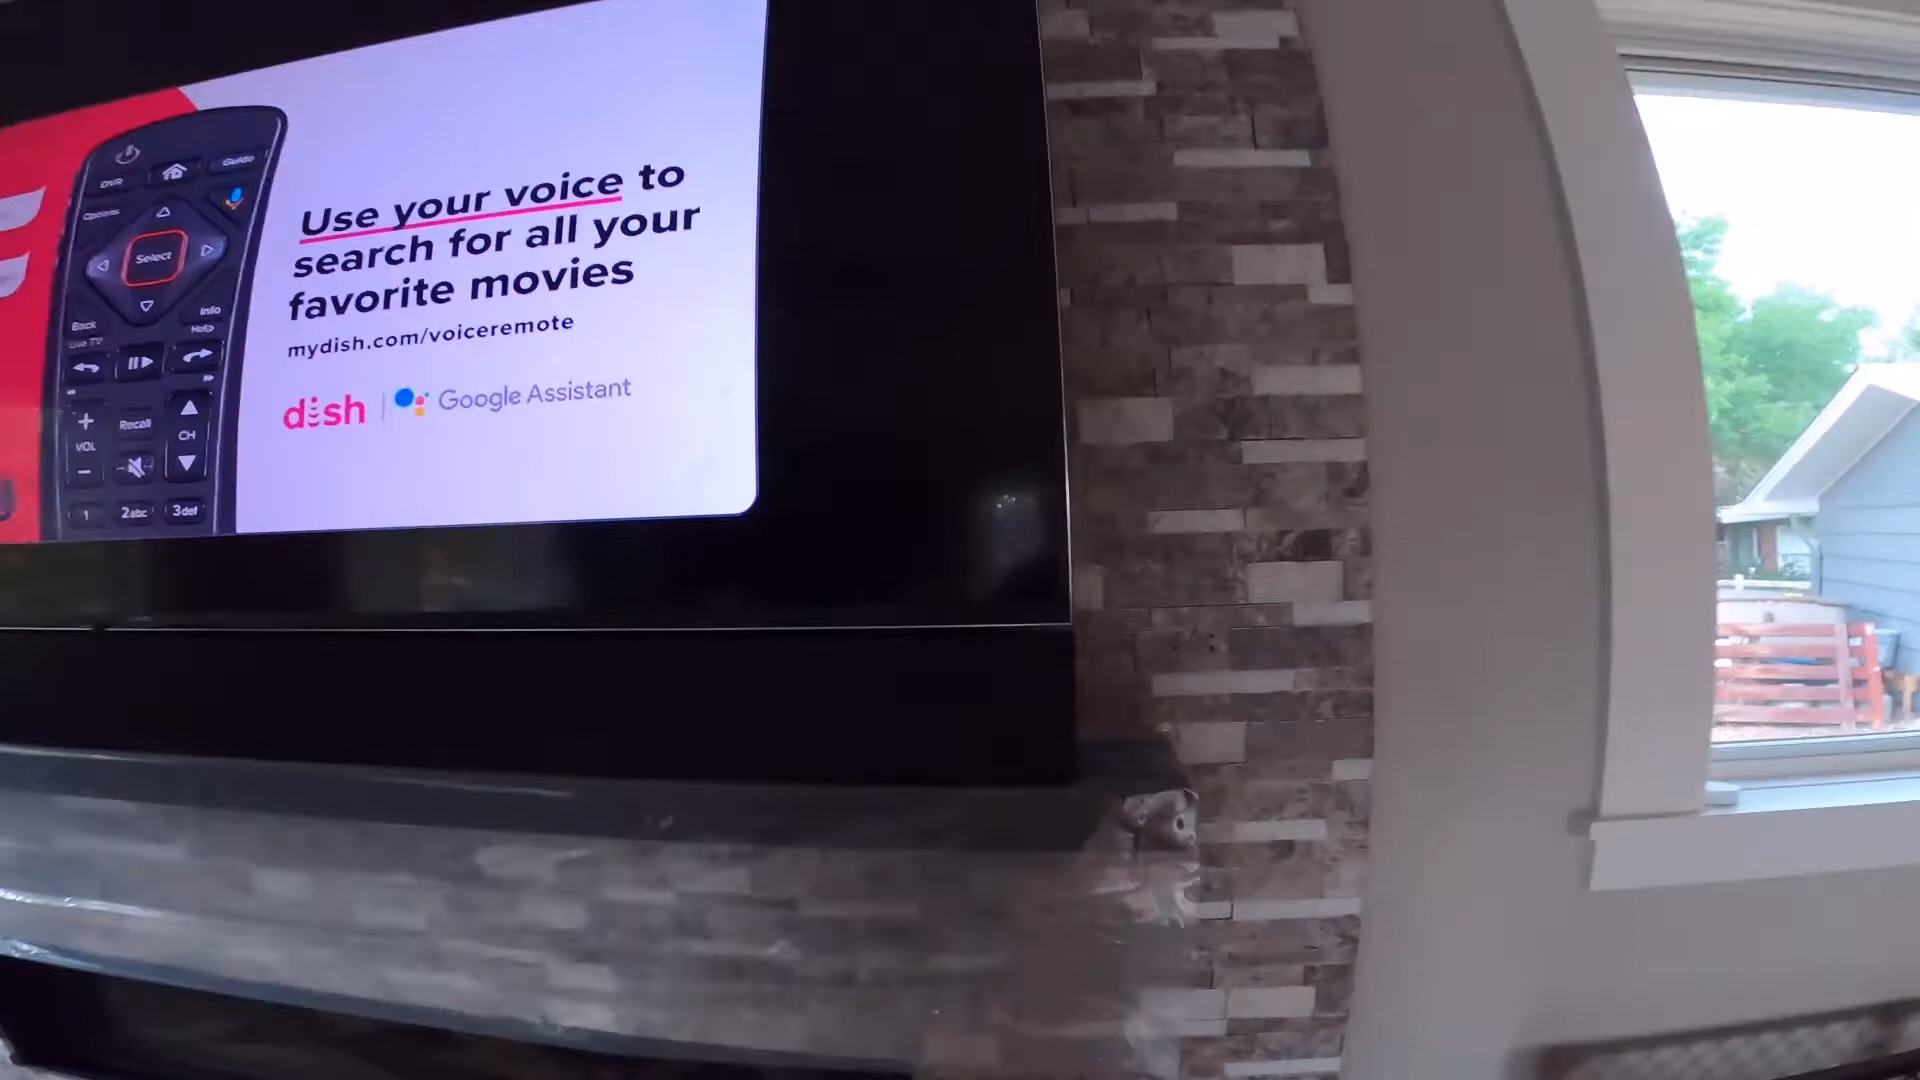 DVR
Guide
Options
Select
Back
Live TV
Info
Help
VOL
Recall
CH
1
2abc
3def
Use your voice to
search for all your
favorite movies
mydish.com/voiceremote
dish | Google Assistant